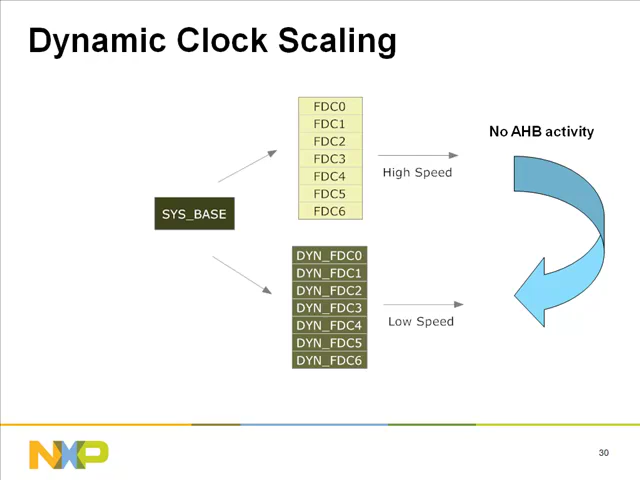 Dynamic Clock Scaling
FDC0
FDC1
FDC2
FDC3
FDC4
FDC5
FDC6
High Speed
No AHB activity
SYS_BASE
DYN_FDC0
DYN_FDC1
DYN_FDC2
DYN_FDC3
DYN_FDC4
DYN_FDC5
DYN_FDC6
Low Speed
NXP
30